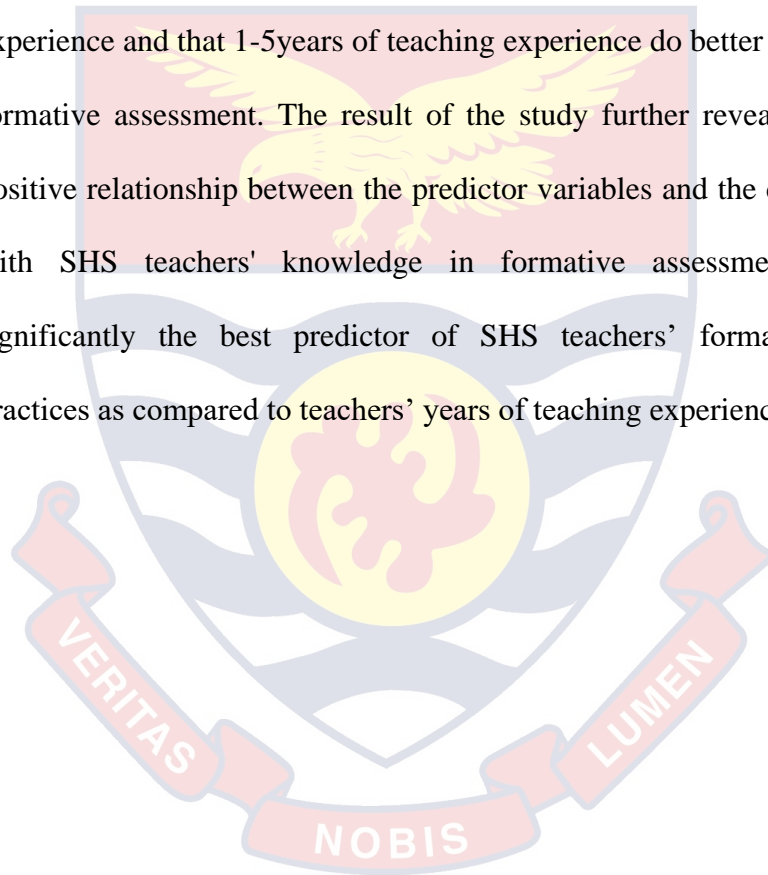 xperience and that 1-5years of teaching experience do better
ormative assessment. The result of the study further revea
ositive relationship between the predictor variables and the
ith SHS teachers' knowledge in formative assessme
gnificantly the best predictor of SHS teachers’ forma
ractices as compared to teachers’ years of teaching experienc
VERITAS
NOBIS
LUMEN